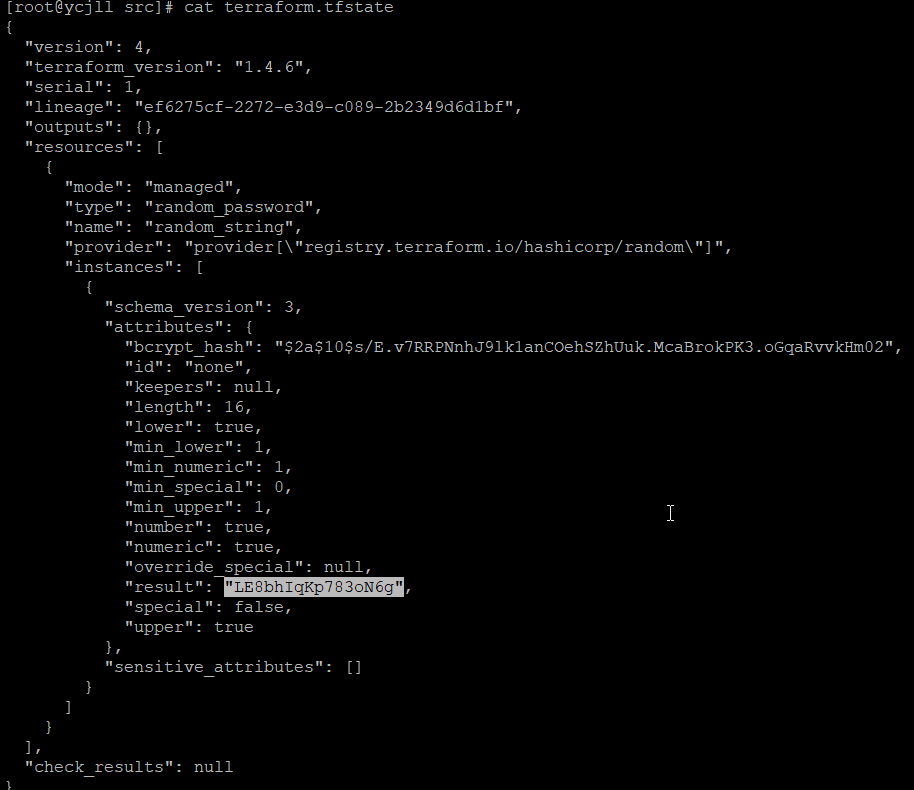 [root@ycjll src]# cat terraform.tfstate
{
  "version": 4,
  "terraform_version": "1.4.6",
  "serial": 1,
  "lineage": "ef6275cf-2272-e3d9-c089-2b2349d6d1bf",
  "outputs": {},
  "resources": [
    {
      "mode": "managed",
      "type": "random_password",
      "name": "random_string",
      "provider": "provider[\"registry.terraform.io/hashicorp/random\"]",
      "instances": [
        {
          "schema_version": 3,
          "attributes": {
            "bcrypt_hash": "$2a$10$s/E.v7RRPNnhJ9lk1anCOehSZhUuk.McaBrokPK3.oGqaRvvkHm02",
            "id": "none",
            "keepers": null,
            "length": 16,
            "lower": true,
            "min_lower": 1,
            "min_numeric": 1,
            "min_special": 0,
            "min_upper": 1,
            "number": true,
            "numeric": true,
            "override_special": null,
            "result": "LE8bhIqKp783oN6g",
            "special": false,
            "upper": true
          },
          "sensitive_attributes": []
        }
      ]
    }
  ],
  "check_results": null
}